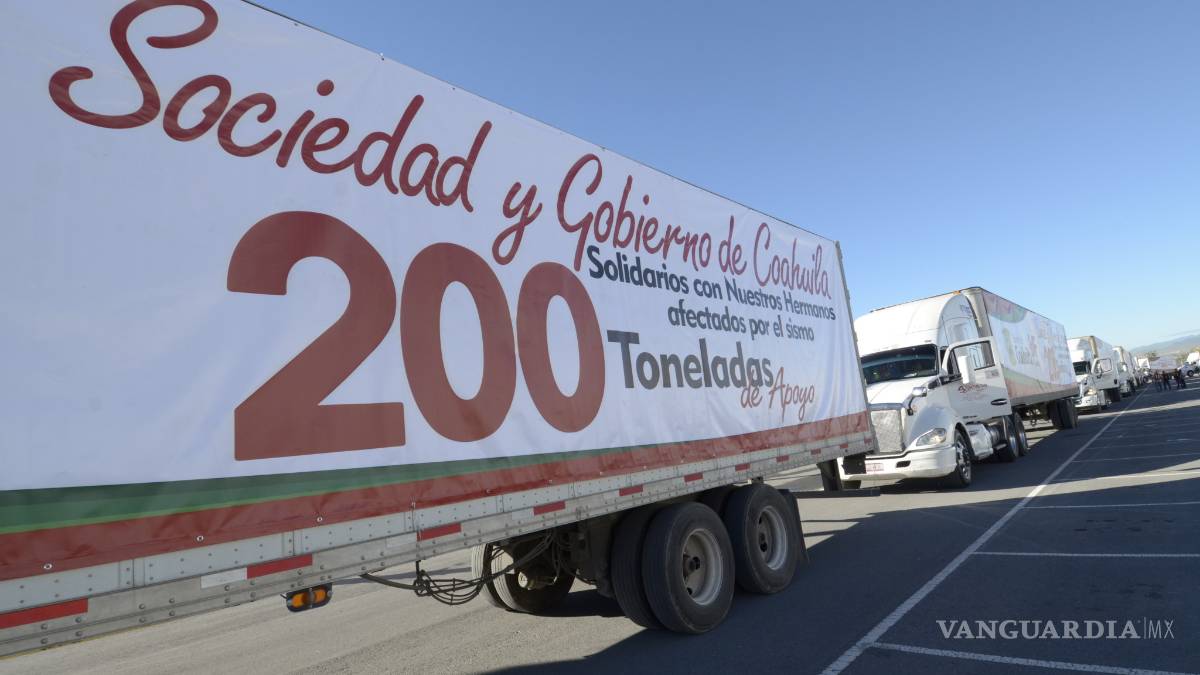 Sociedad y Gobierno de Coahuila
Solidarios con Nuestros Hermanos
afectados por el sismo
200 Toneladas
de Apoyo
VANGUARDIA|MX